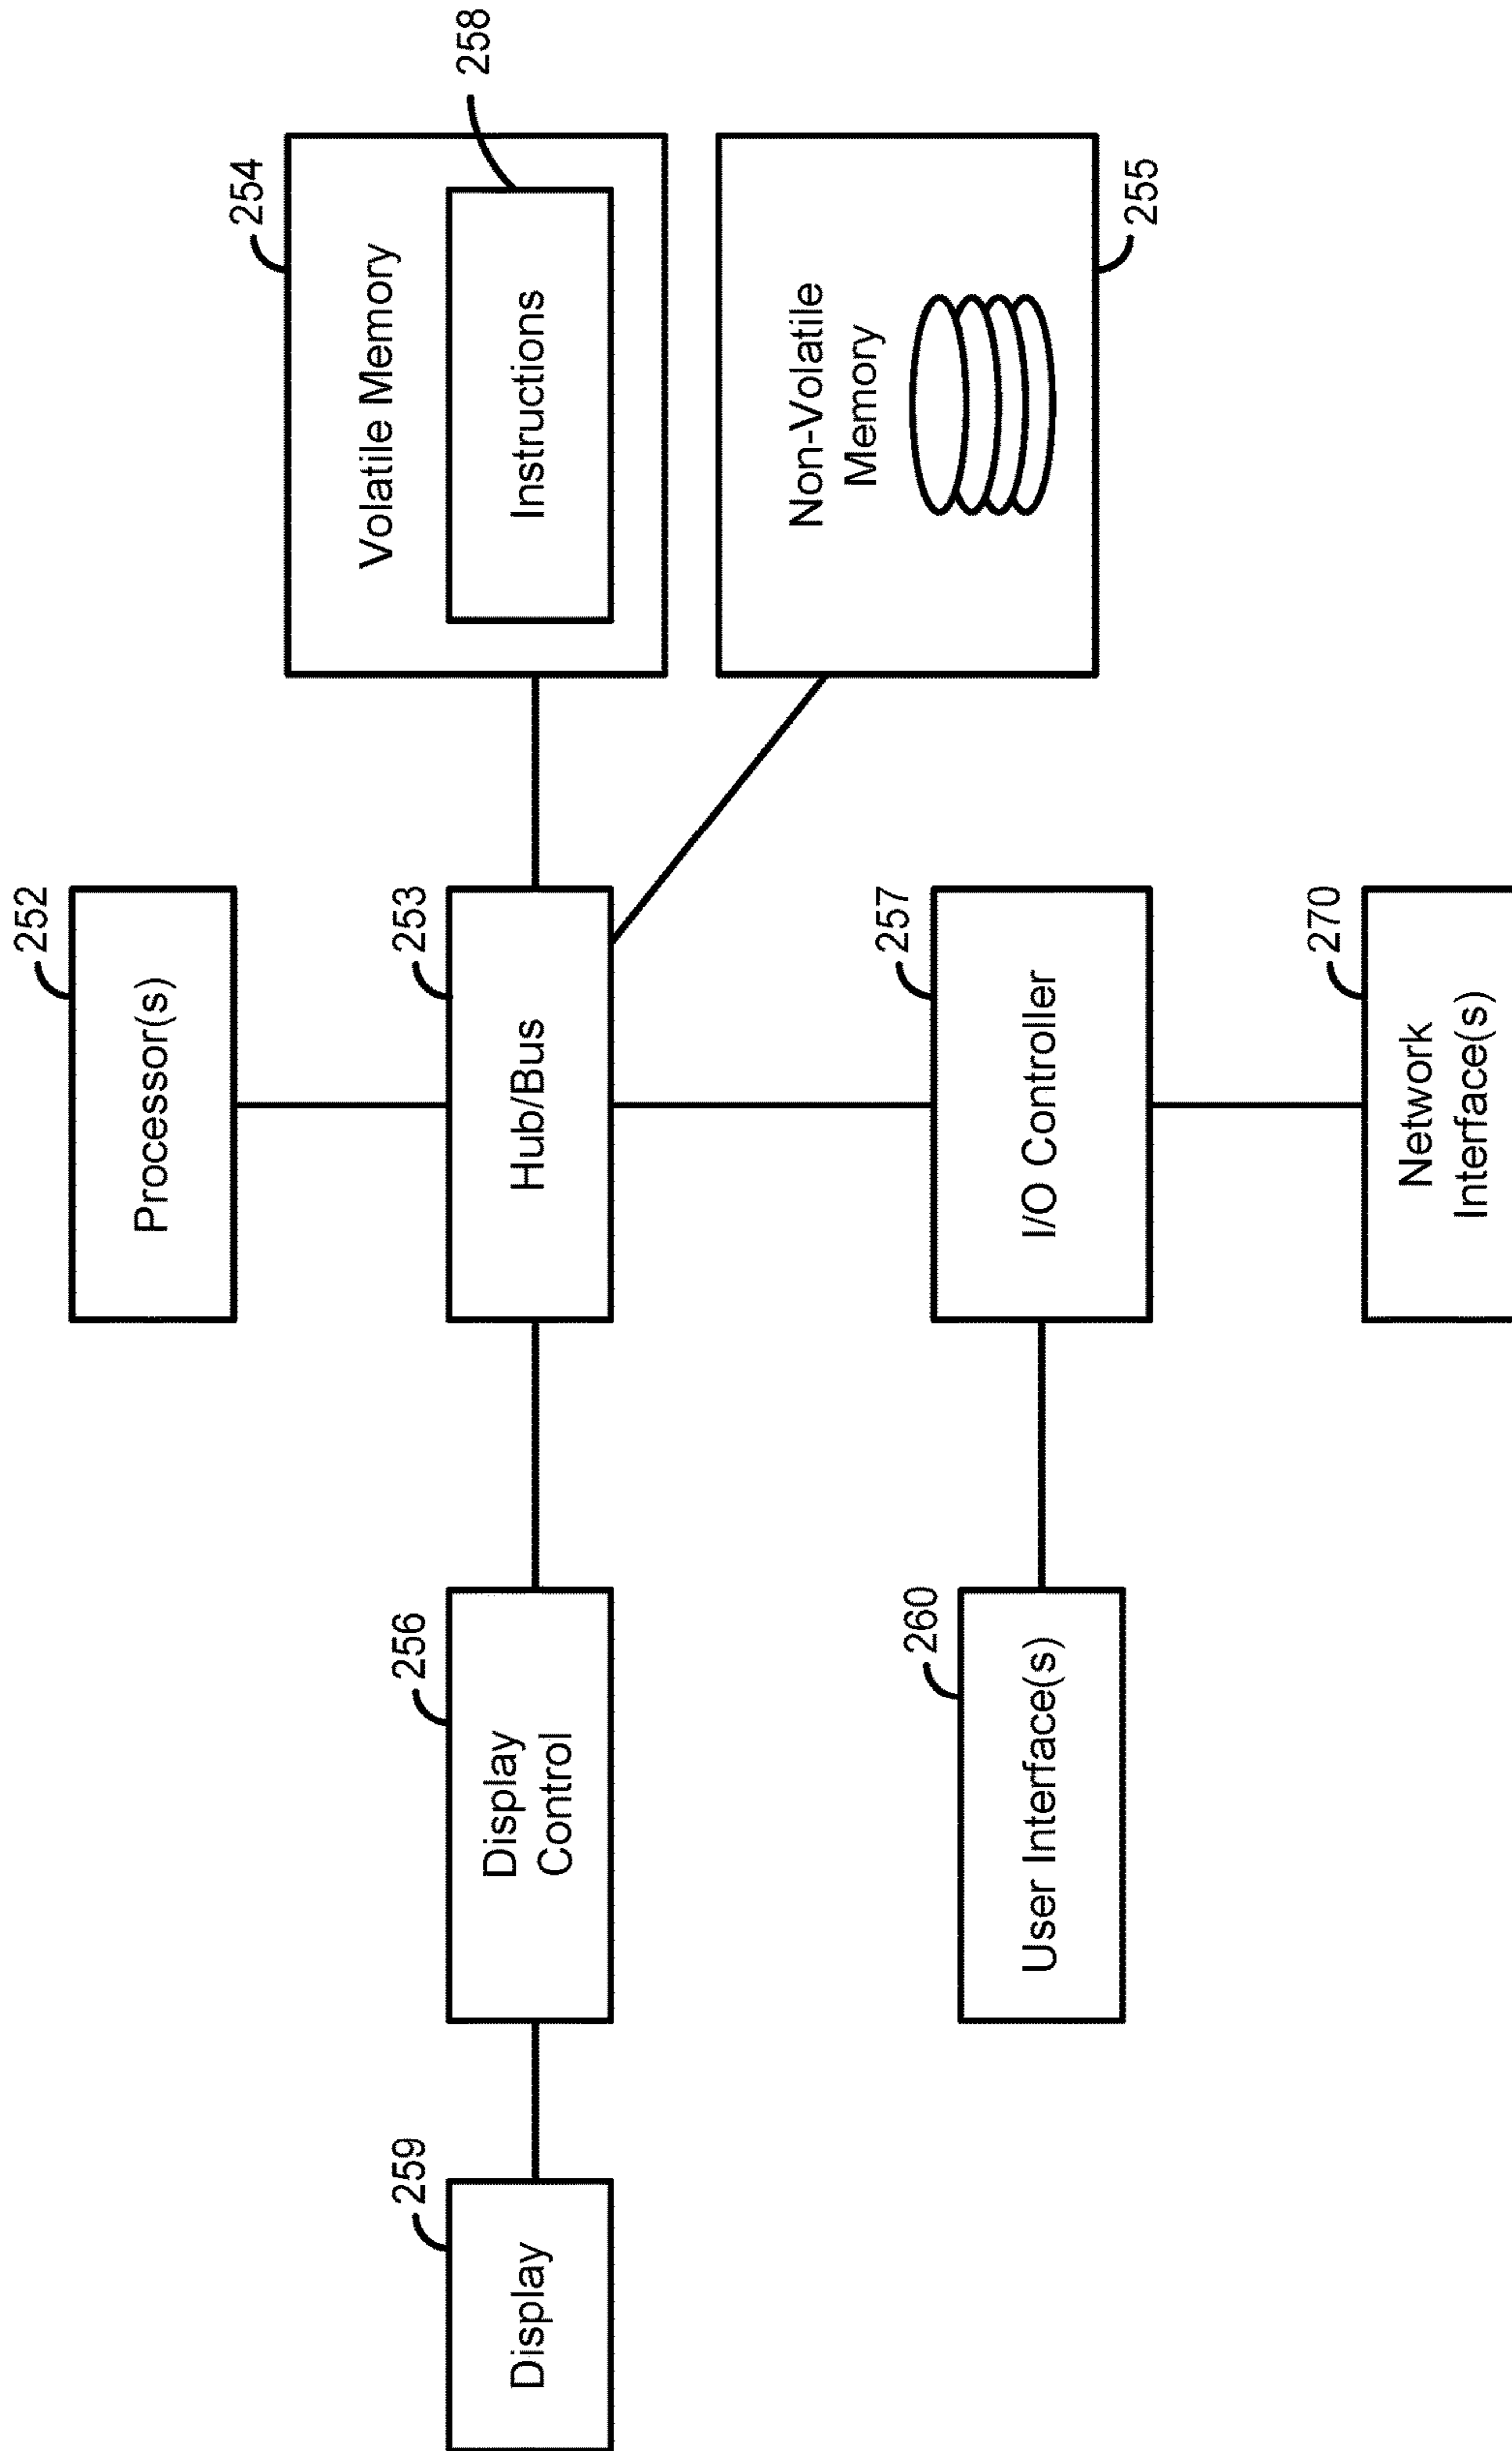 252
Processor(s)
254
Volatile Memory
258
Instructions
259
Display
256
Display
Control
253
Hub/Bus
Non-Volatile
Memory
255
260
User Interface(s)
257
I/O Controller
270
Network
Interface(s)